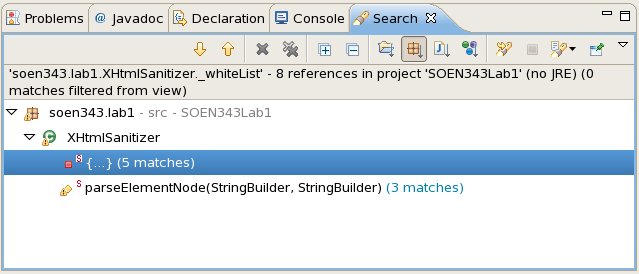 Problems @ Javadoc Declaration Console Search
'soen343.lab1.XHtmlSanitizer._whiteList' - 8 references in project 'SOEN343Lab1' (no JRE) (0
matches filtered from view)
soen343.lab1 - src - SOEN343Lab1
C XHtmlSanitizer
S {...} (5 matches)
S parseElementNode(StringBuilder, StringBuilder) (3 matches)